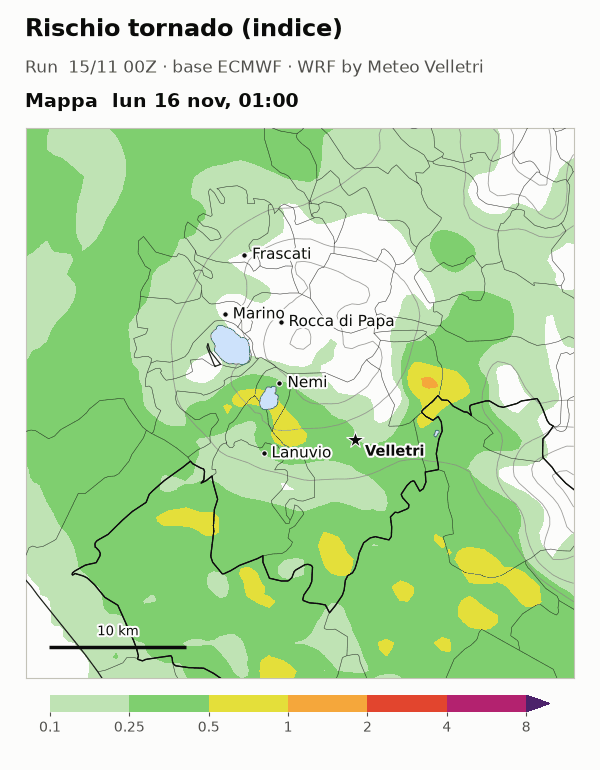 Rischio tornado (indice)
Run  15/11 00Z · base ECMWF · WRF by Meteo Velletri
Mappa  lun 16 nov, 01:00
Frascati
Marino
Rocca di Papa
Nemi
Velletri
Lanuvio
10 km
0.1 0.25 0.5 1 2 4 8